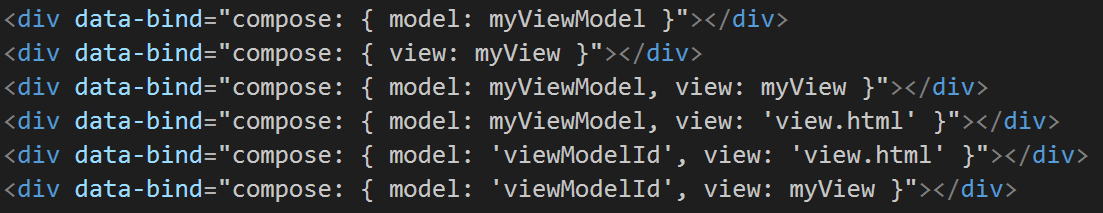 <div data-bind="compose: { model: myViewModel }"></div>
<div data-bind="compose: { view: myView }"></div>
<div data-bind="compose: { model: myViewModel, view: myView }"></div>
<div data-bind="compose: { model: myViewModel, view: 'view.html' }"></div>
<div data-bind="compose: { model: 'viewModelId', view: 'view.html' }"></div>
<div data-bind="compose: { model: 'viewModelId', view: myView }"></div>